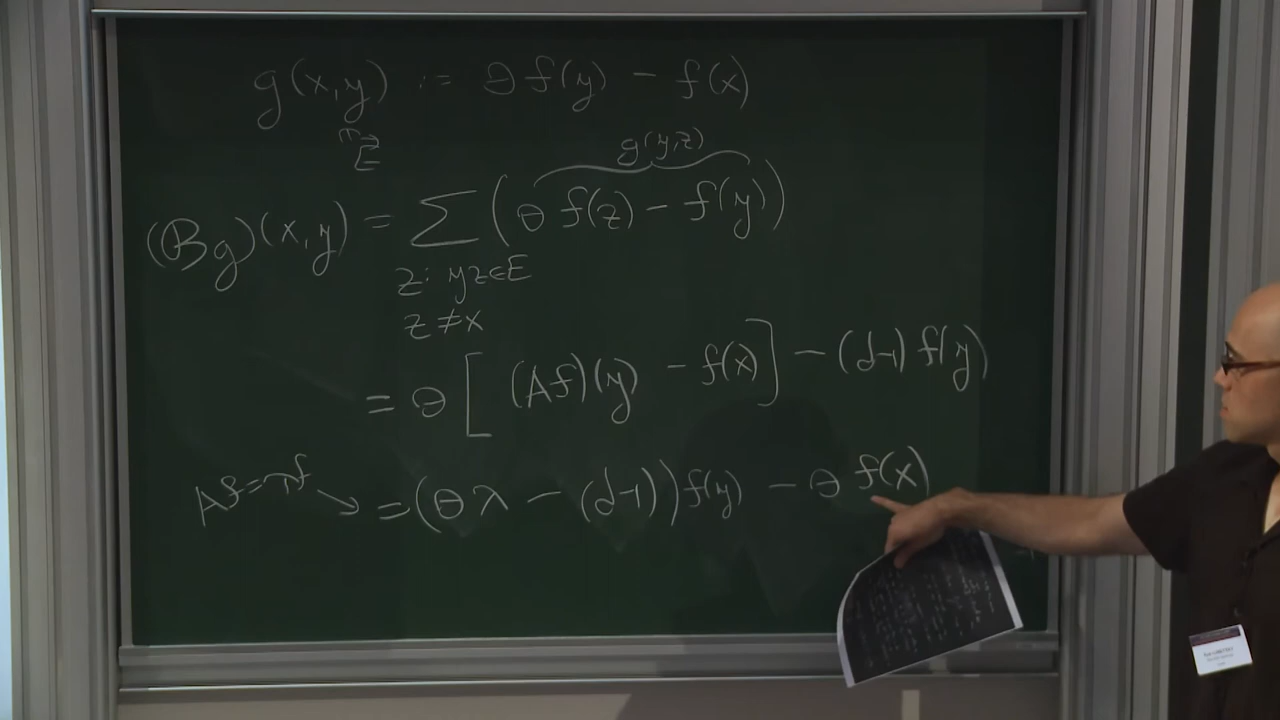 g(x,y) := θ f(y) − f(x)
∈ E⃗
g(y,z)
(Bg)(x,y) = ∑ (θ f(z) − f(y))
z: yz∈E
z≠x
= θ [ (Af)(y) − f(x) ] − (d−1) f(y)
Af=λf ↘ = (θλ − (d−1)) f(y) − θ f(x)